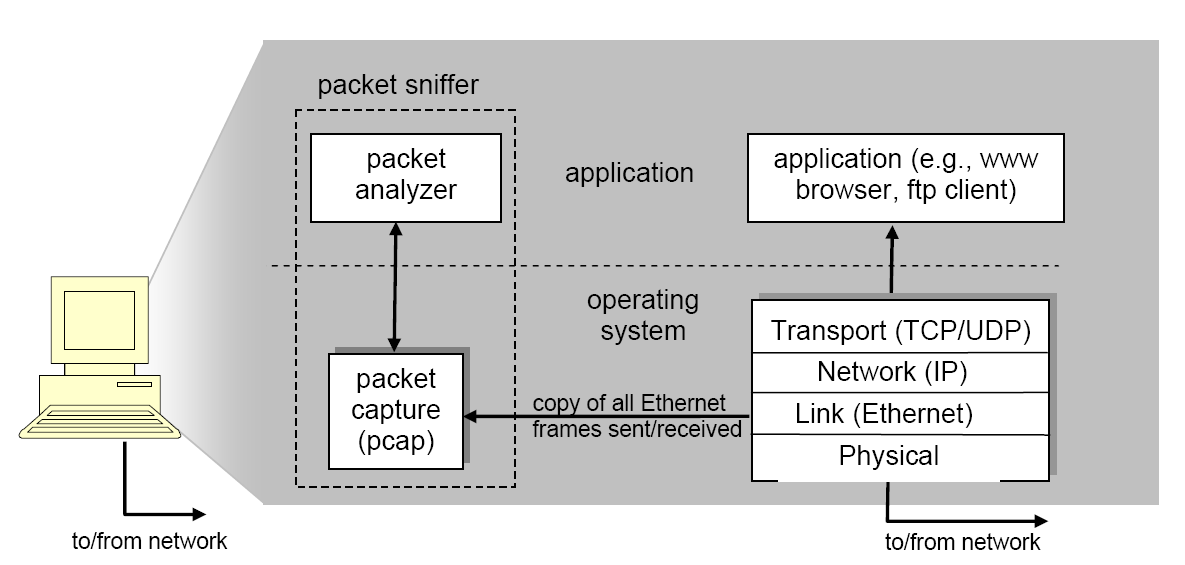 packet sniffer
packet
analyzer
application
application (e.g., www
browser, ftp client)
operating
system
packet
capture
(pcap)
copy of all Ethernet
frames sent/received
Transport (TCP/UDP)
Network (IP)
Link (Ethernet)
Physical
to/from network
to/from network